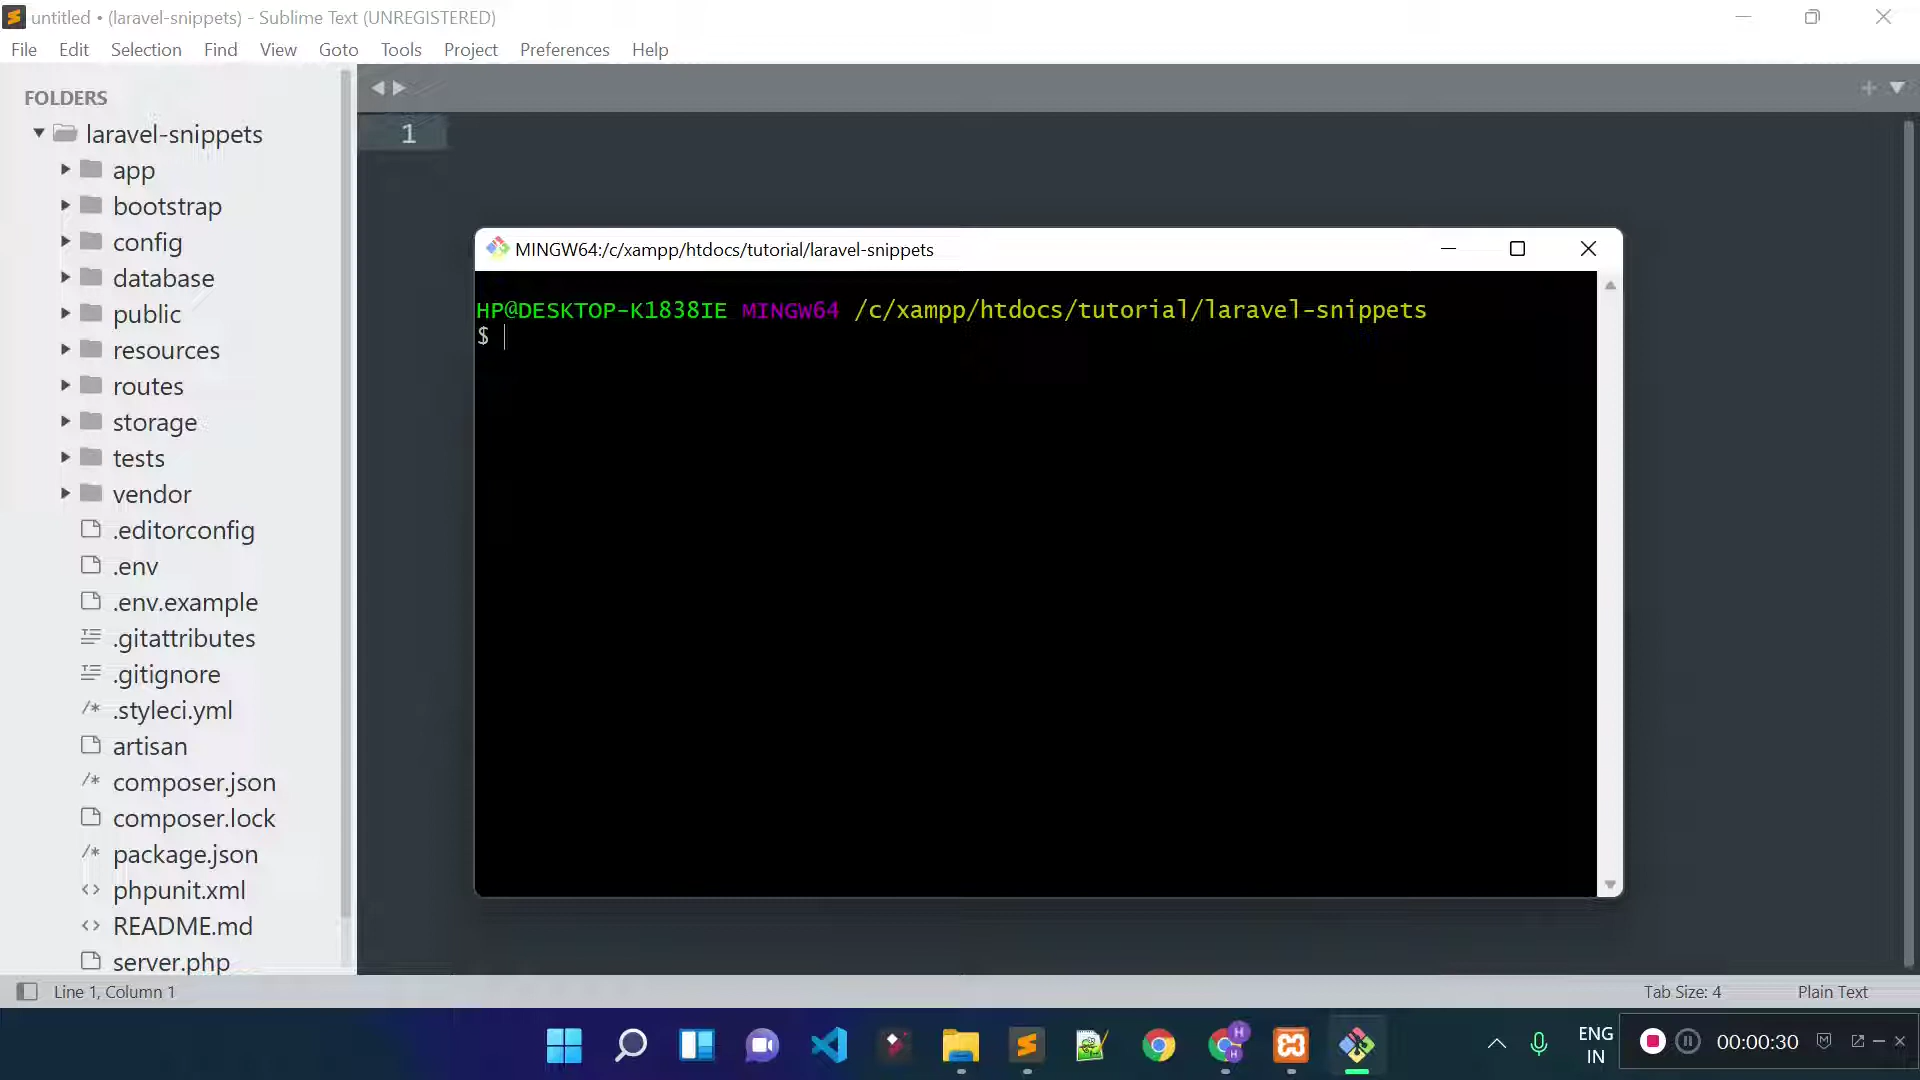 untitled • (laravel-snippets) - Sublime Text (UNREGISTERED)
File Edit Selection Find View Goto Tools Project Preferences Help
FOLDERS
laravel-snippets
app
bootstrap
config
database
public
resources
routes
storage
tests
vendor
.editorconfig
.env
.env.example
.gitattributes
.gitignore
.styleci.yml
artisan
composer.json
composer.lock
package.json
phpunit.xml
README.md
server.php
1
MINGW64:/c/xampp/htdocs/tutorial/laravel-snippets
HP@DESKTOP-K1838IE MINGW64 /c/xampp/htdocs/tutorial/laravel-snippets
$
Line 1, Column 1
Tab Size: 4
Plain Text
ENG
IN
00:00:30